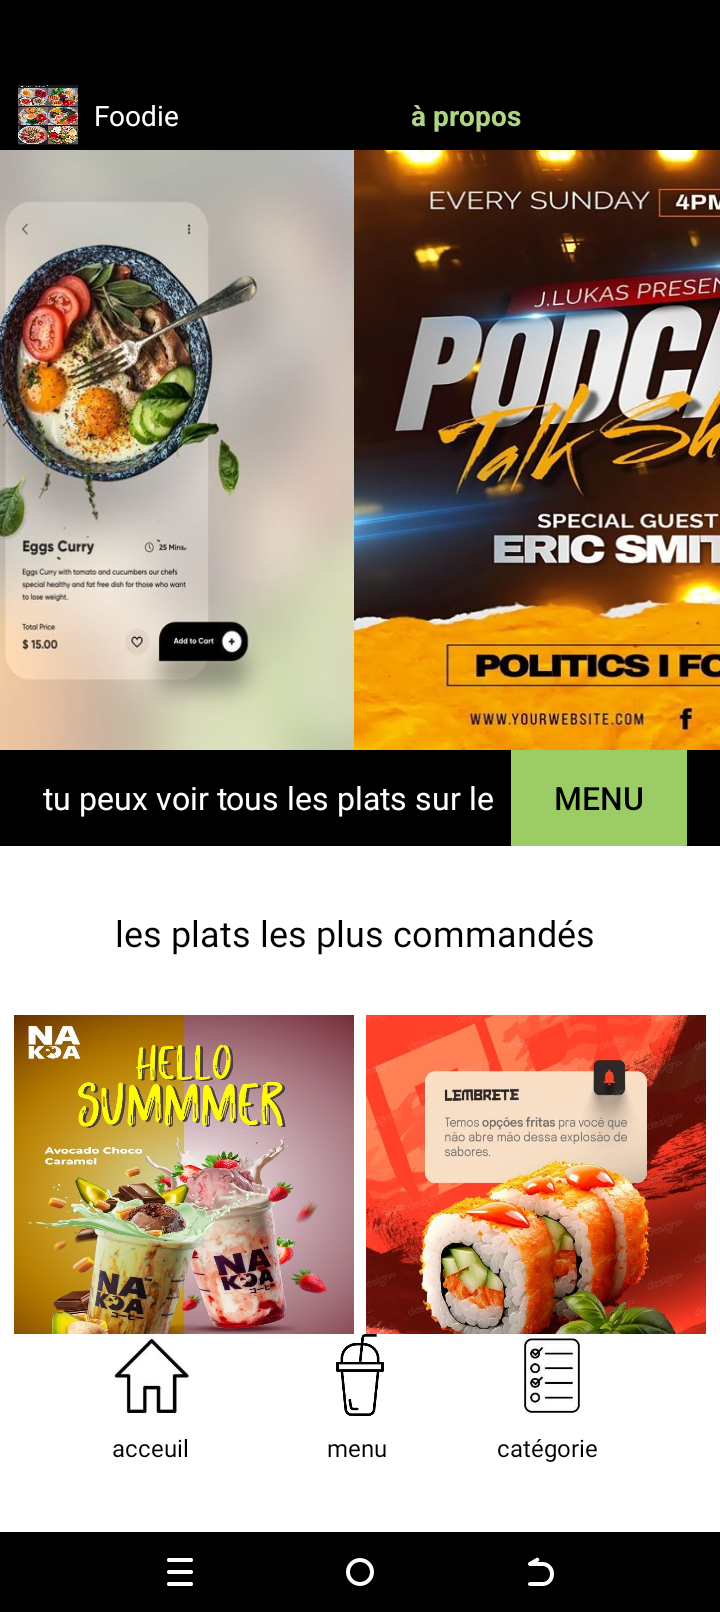 Foodie
à propos
Eggs Curry
25 Mins.
Eggs Curry with tomato and cucumbers our chefs
special healthy and fat free dish for those who want
to lose weight.
Total Price
$ 15.00
Add to Cart
EVERY SUNDAY 4PM
J.LUKAS PRESEN
PODCA
Talk Sh
SPECIAL GUEST
ERIC SMIT
POLITICS I FO
WWW.YOURWEBSITE.COM
tu peux voir tous les plats sur le
MENU
les plats les plus commandés
NA
KOA
HELLO
SUMMMER
Avocado Choco
Caramel
NA
KOA
NA
KOA
LEMBRETE
Temos opções fritas pra você que
não abre mão dessa explosão de
sabores.
acceuil
menu
catégorie